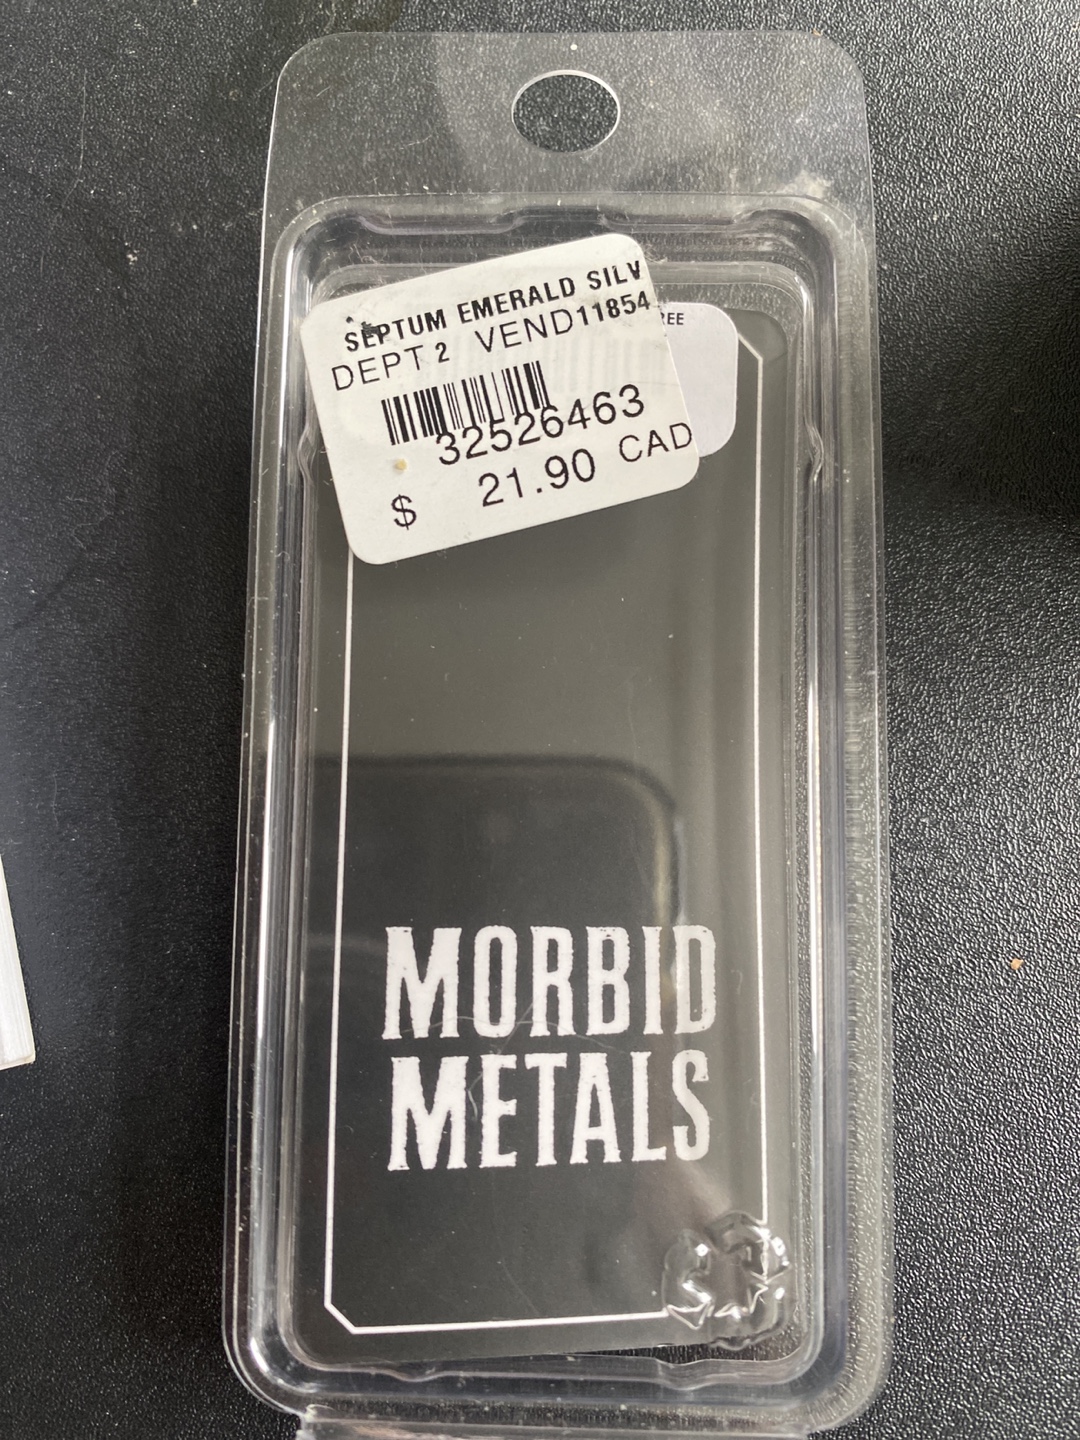 SEPTUM EMERALD SILV
DEPT 2 VEND11854
32526463
$ 21.90 CAD
MORBID
METALS